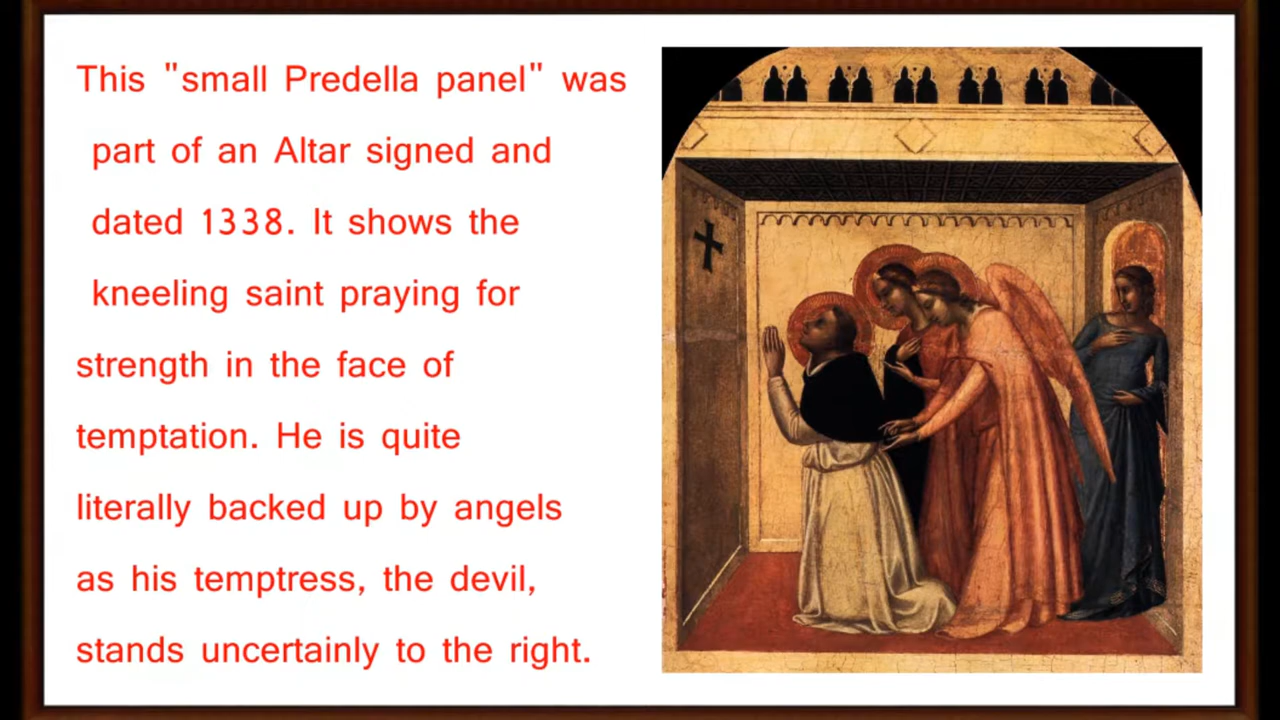 This "small Predella panel" was
part of an Altar signed and
dated 1338. It shows the
kneeling saint praying for
strength in the face of
temptation. He is quite
literally backed up by angels
as his temptress, the devil,
stands uncertainly to the right.